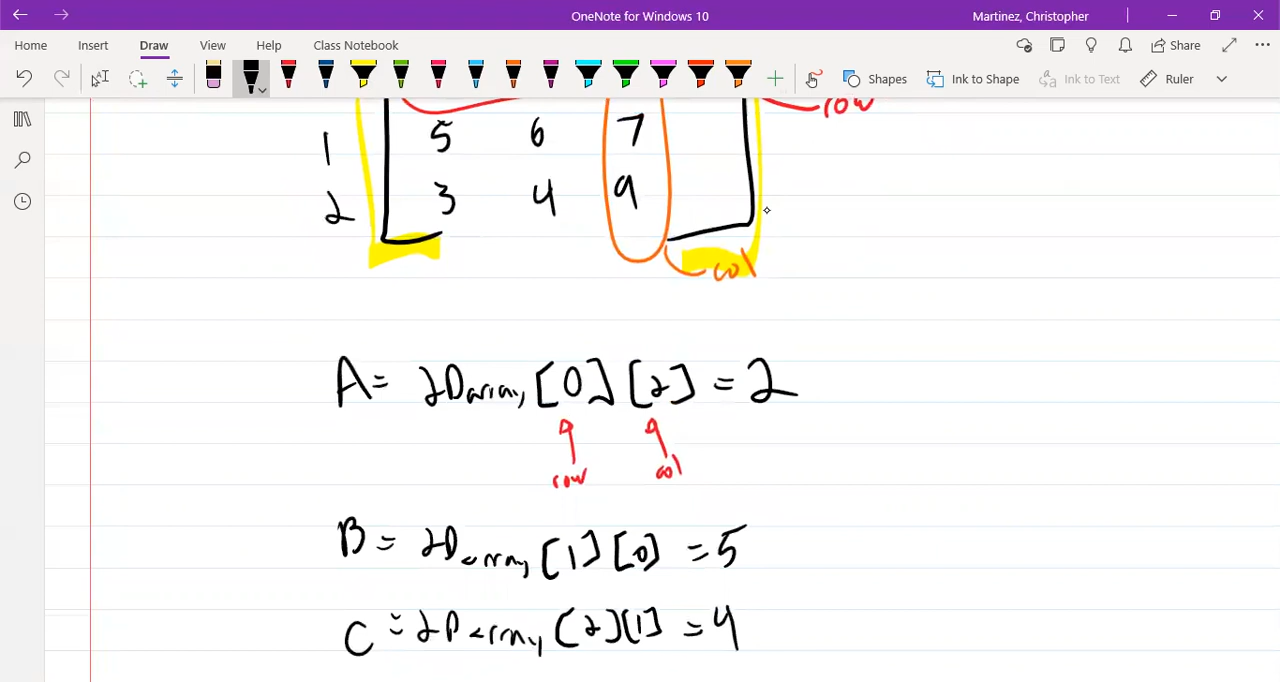 OneNote for Windows 10
Martinez, Christopher
Home Insert Draw View Help Class Notebook Share
Shapes Ink to Shape Ink to Text Ruler
row
1 5 6 7
2 3 4 9
col
A= 2Darray [0] [2] = 2
row col
B = 2Darray [1] [0] = 5
C = 2Darray [2][1] = 4